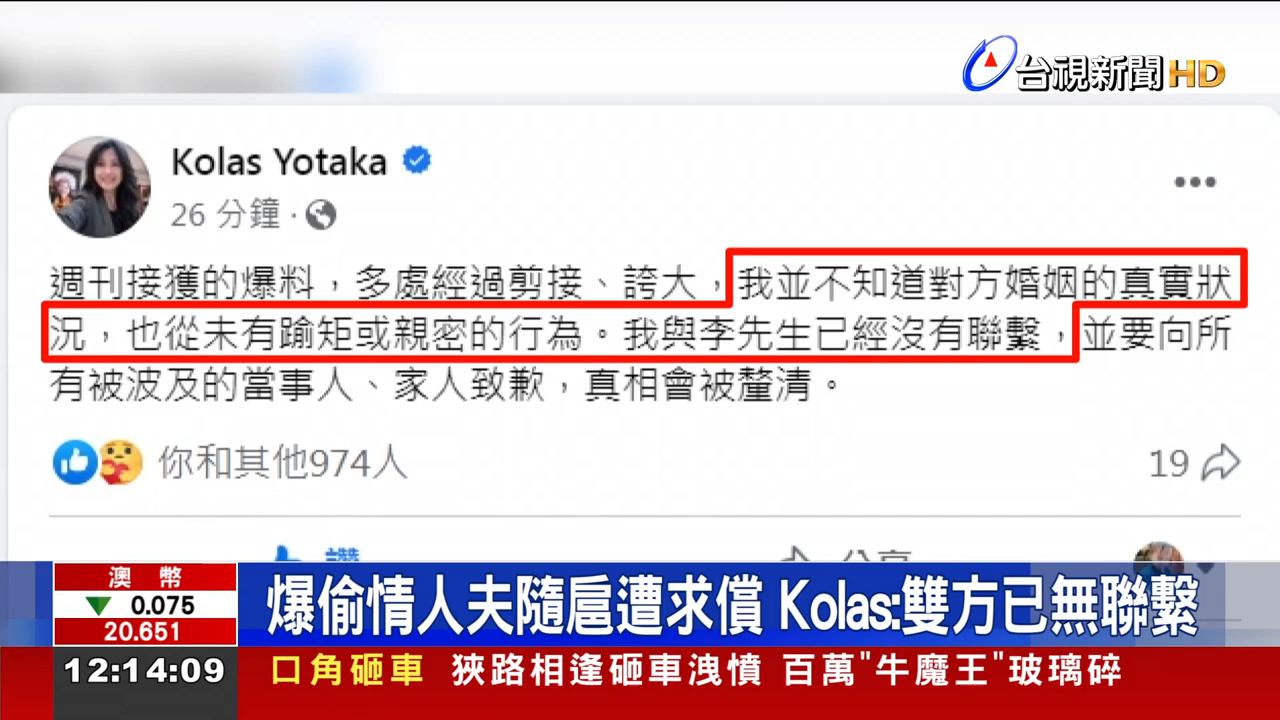 台視新聞HD
Kolas Yotaka
26 分鐘 ·
週刊接獲的爆料，多處經過剪接、誇大，我並不知道對方婚姻的真實狀
況，也從未有踰矩或親密的行為。我與李先生已經沒有聯繫，並要向所
有被波及的當事人、家人致歉，真相會被釐清。
你和其他974人
19
讚
分享
澳 幣
0.075
20.651
爆偷情人夫隨扈遭求償 Kolas:雙方已無聯繫
12:14:09
口角砸車 狹路相逢砸車洩憤 百萬"牛魔王"玻璃碎